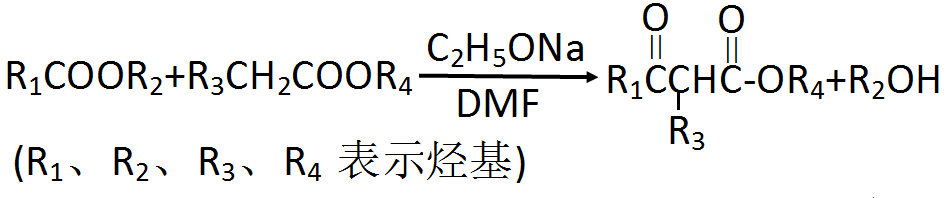 R₁COOR₂+R₃CH₂COOR₄ C₂H₅ONa DMF R₁CCHC-OR₄+R₂OH
O O
R₃
(R₁、R₂、R₃、R₄ 表示烃基)